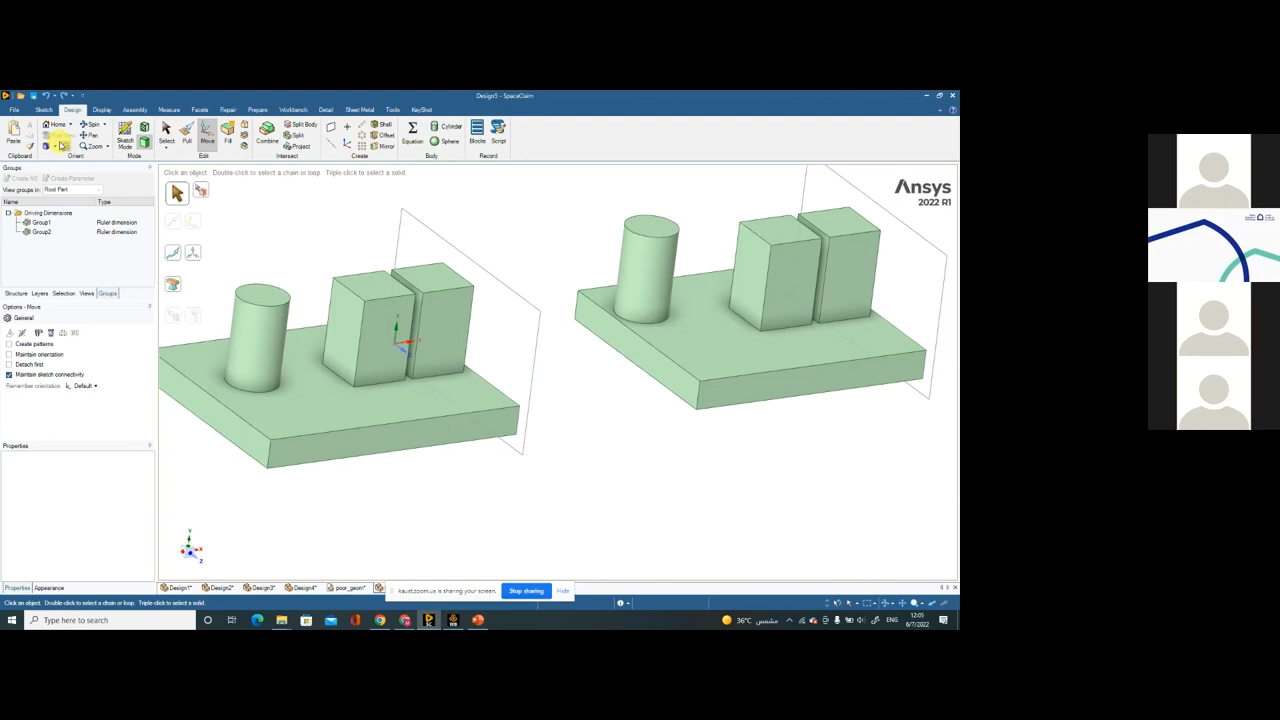 Design5 - SpaceClaim
File Sketch Design Display Assembly Measure Facets Repair Prepare Workbench Detail Sheet Metal Tools KeyShot
Home Spin
Pan
Zoom
Paste
Sketch Mode
Select Pull Move Fill
Combine
Split Body
Split
Project
Shell
Offset
Mirror
Equation
Cylinder
Sphere
Blocks Script
Clipboard Orient Mode Edit Intersect Create Body Record
Groups
Create NS Create Parameter
View groups in: Root Part
Name Type
Driving Dimensions
Group1 Ruler dimension
Group2 Ruler dimension
Structure Layers Selection Views Groups
Options - Move
General
Create patterns
Maintain orientation
Detach first
Maintain sketch connectivity
Remember orientation Default
Properties
Properties Appearance
Click an object. Double-click to select a chain or loop. Triple-click to select a solid.
Ansys
2022 R1
Y
X
Z
Design1* Design2* Design3* Design4* poor_geom*
kaust.zoom.us is sharing your screen. Stop sharing Hide
Click an object. Double-click to select a chain or loop. Triple-click to select a solid.
Type here to search
36°C مشمس
ENG
12:05
6/7/2022